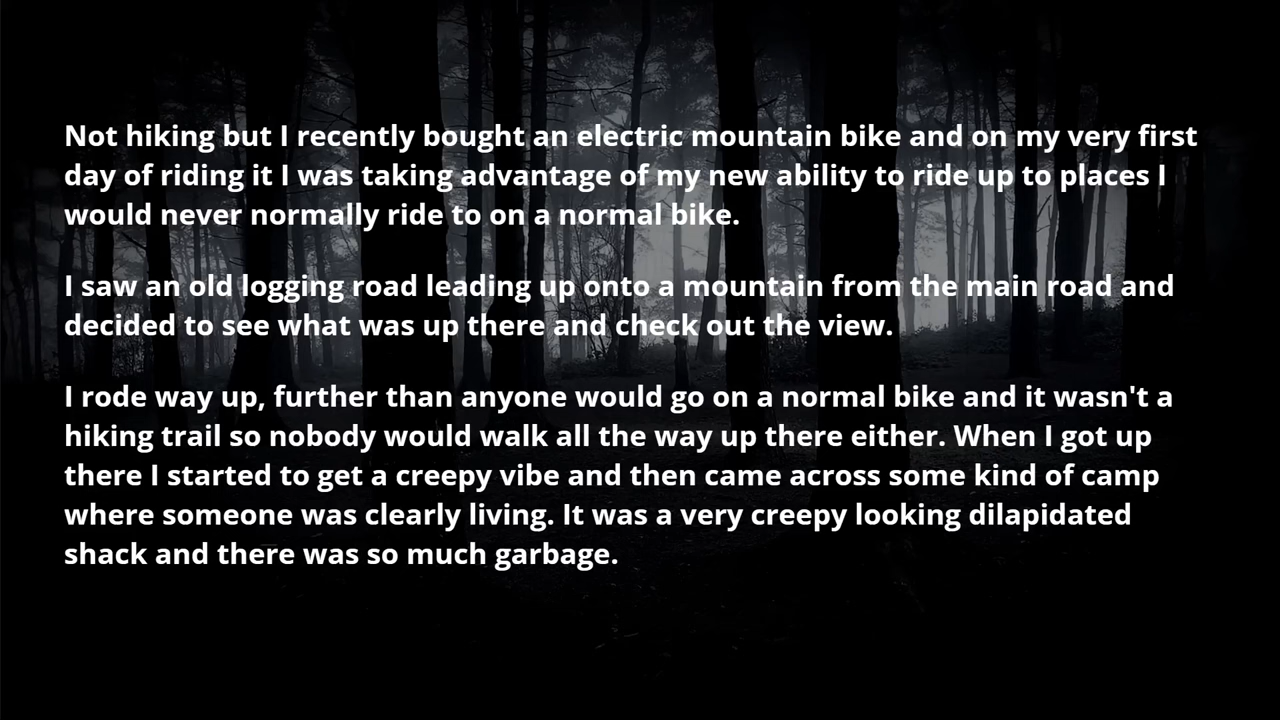 Not hiking but I recently bought an electric mountain bike and on my very first
day of riding it I was taking advantage of my new ability to ride up to places I
would never normally ride to on a normal bike.
I saw an old logging road leading up onto a mountain from the main road and
decided to see what was up there and check out the view.
I rode way up, further than anyone would go on a normal bike and it wasn't a
hiking trail so nobody would walk all the way up there either. When I got up
there I started to get a creepy vibe and then came across some kind of camp
where someone was clearly living. It was a very creepy looking dilapidated
shack and there was so much garbage.